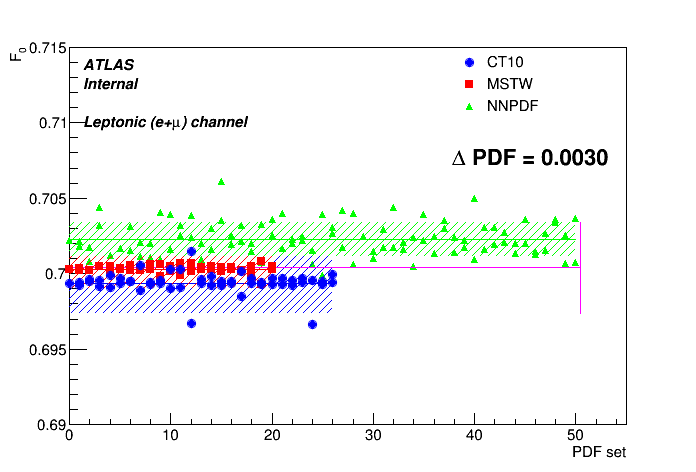 F0
0.715
0.71
0.705
0.7
0.695
0.69
ATLAS
Internal
Leptonic (e+μ) channel
CT10
MSTW
NNPDF
Δ PDF = 0.0030
0 10 20 30 40 50
PDF set